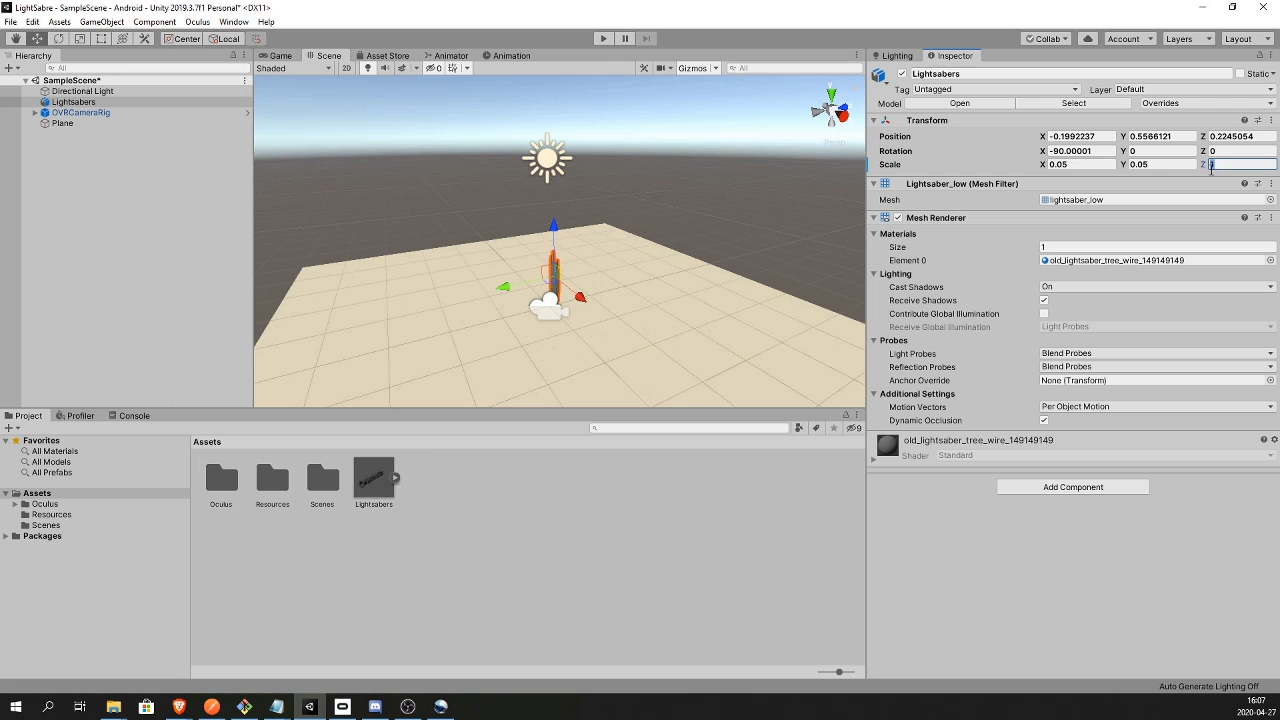 LightSabre - SampleScene - Android - Unity 2019.3.7f1 Personal* <DX11>
File Edit Assets GameObject Component Oculus Window Help
Center Local Collab Account Layers Layout
Hierarchy Game Scene Asset Store Animator Animation Lighting Inspector
All Shaded 2D 0 Gizmos All Lightsabers Static
SampleScene*
Directional Light
Lightsabers
OVRCameraRig
Plane
y
Persp
Tag Untagged Layer Default
Model Open Select Overrides
Transform
Position X -0.1992237 Y 0.5566121 Z 0.2245054
Rotation X -90.00001 Y 0 Z 0
Scale X 0.05 Y 0.05 Z
Lightsaber_low (Mesh Filter)
Mesh lightsaber_low
Mesh Renderer
Materials
Size 1
Element 0 old_lightsaber_tree_wire_149149149
Lighting
Cast Shadows On
Receive Shadows
Contribute Global Illumination
Receive Global Illumination Light Probes
Probes
Light Probes Blend Probes
Reflection Probes Blend Probes
Anchor Override None (Transform)
Additional Settings
Motion Vectors Per Object Motion
Dynamic Occlusion
old_lightsaber_tree_wire_149149149
Shader Standard
Add Component
Project Profiler Console
9
Favorites
All Materials
All Models
All Prefabs
Assets
Oculus
Resources
Scenes
Packages
Assets
Oculus Resources Scenes Lightsabers
Auto Generate Lighting Off
16:07
2020-04-27